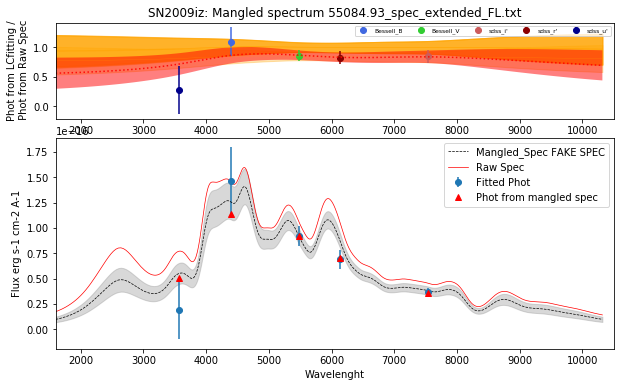 SN2009iz: Mangled spectrum 55084.93_spec_extended_FL.txt
Phot from LCfitting /
Phot from Raw Spec
1.0
0.5
0.0
Bessell_B
Bessell_V
sdss_i'
sdss_r'
sdss_u'
2000 3000 4000 5000 6000 7000 8000 9000 10000
1e−16
Flux erg s-1 cm-2 A-1
1.75
1.50
1.25
1.00
0.75
0.50
0.25
0.00
Mangled_Spec FAKE SPEC
Raw Spec
Fitted Phot
Phot from mangled spec
2000 3000 4000 5000 6000 7000 8000 9000 10000
Wavelenght